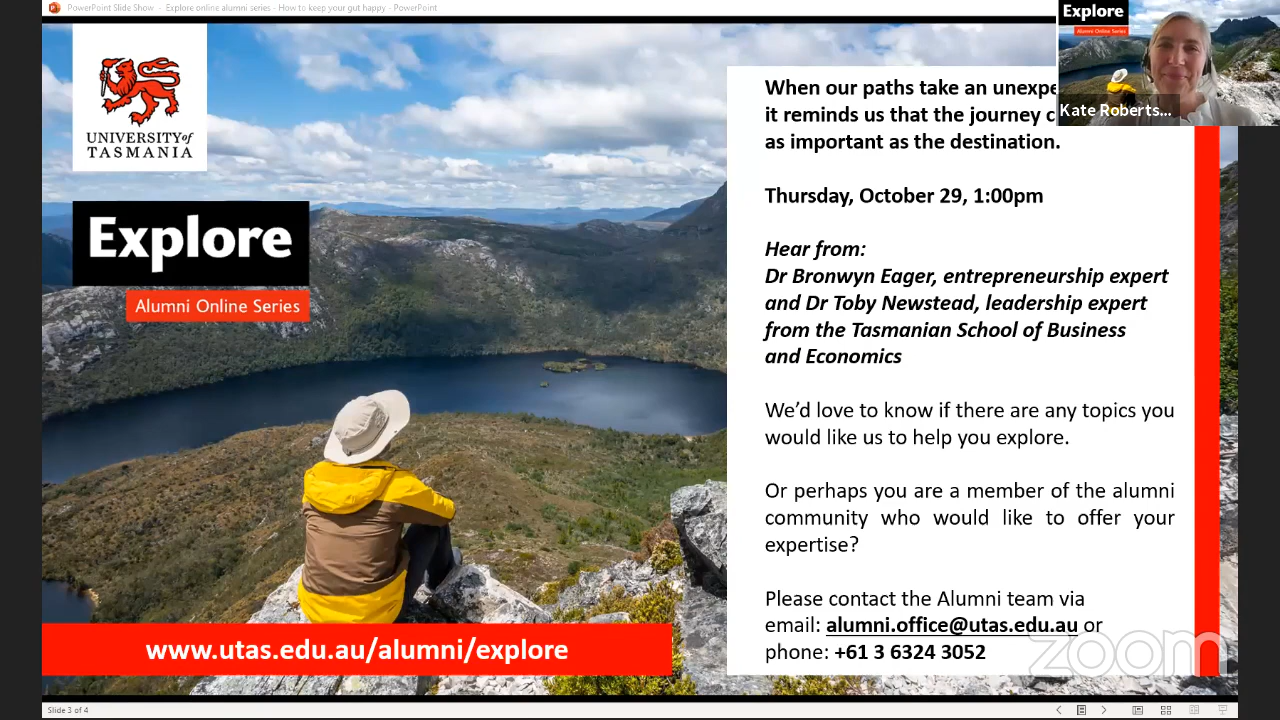 PowerPoint Slide Show - Explore online alumni series - How to keep your gut happy - PowerPoint
Explore
Alumni Online Series
Kate Roberts...
UNIVERSITY of
TASMANIA
Explore
Alumni Online Series
When our paths take an
it reminds us that the journey
as important as the destination.
Thursday, October 29, 1:00pm
Hear from:
Dr Bronwyn Eager, entrepreneurship expert
and Dr Toby Newstead, leadership expert
from the Tasmanian School of Business
and Economics
We'd love to know if there are any topics you
would like us to help you explore.
Or perhaps you are a member of the alumni
community who would like to offer your
expertise?
Please contact the Alumni team via
email: alumni.office@utas.edu.au or
phone: +61 3 6324 3052
www.utas.edu.au/alumni/explore
zoom
Slide 3 of 4